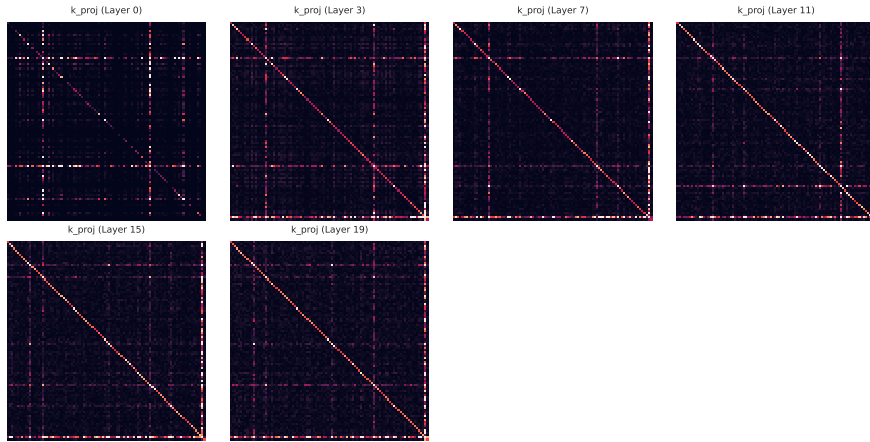 k_proj (Layer 0)
k_proj (Layer 3)
k_proj (Layer 7)
k_proj (Layer 11)
k_proj (Layer 15)
k_proj (Layer 19)